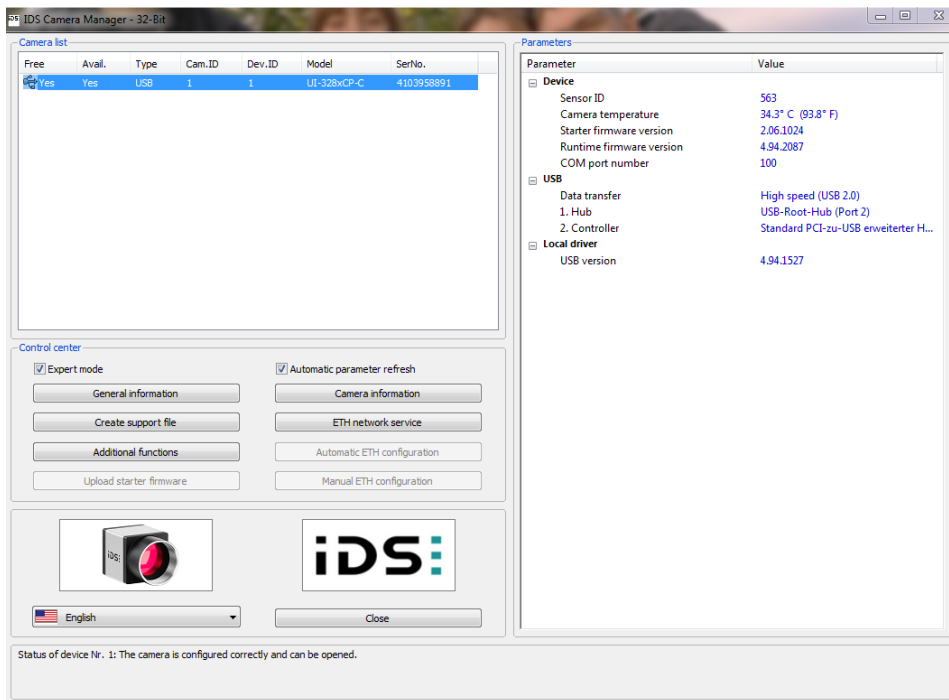 IDS Camera Manager - 32-Bit
Camera list
Free Avail. Type Cam.ID Dev.ID Model SerNo.
Yes Yes USB 1 1 UI-328xCP-C 4103958891
Control center
Expert mode Automatic parameter refresh
General information Camera information
Create support file ETH network service
Additional functions Automatic ETH configuration
Upload starter firmware Manual ETH configuration
iDS: iDS:
English Close
Parameters
Parameter Value
Device
Sensor ID 563
Camera temperature 34.3° C (93.8° F)
Starter firmware version 2.06.1024
Runtime firmware version 4.94.2087
COM port number 100
USB
Data transfer High speed (USB 2.0)
1. Hub USB-Root-Hub (Port 2)
2. Controller Standard PCI-zu-USB erweiterter H...
Local driver
USB version 4.94.1527
Status of device Nr. 1: The camera is configured correctly and can be opened.